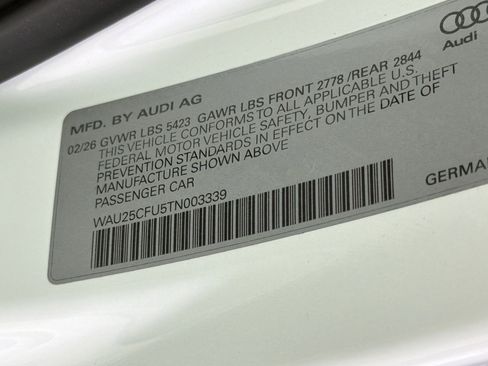 Audi
MFD. BY AUDI AG
02/26 GVWR LBS 5423 GAWR LBS FRONT 2778 /REAR 2844
THIS VEHICLE CONFORMS TO ALL APPLICABLE U.S.
FEDERAL MOTOR VEHICLE SAFETY, BUMPER AND THEFT
PREVENTION STANDARDS IN EFFECT ON THE DATE OF
MANUFACTURE SHOWN ABOVE
PASSENGER CAR
WAU25CFU5TN003339
GERMAN